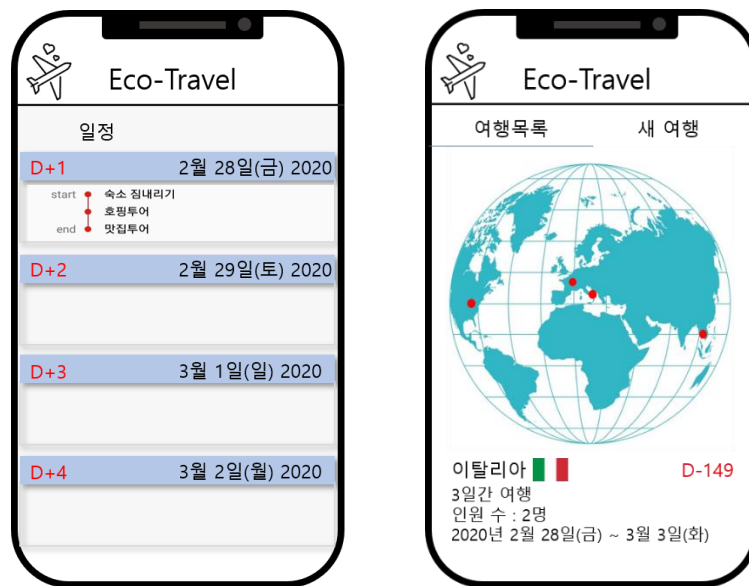 Eco-Travel
일정
D+1 2월 28일(금) 2020
start 숙소 짐내리기
호핑투어
end 맛집투어
D+2 2월 29일(토) 2020
D+3 3월 1일(일) 2020
D+4 3월 2일(월) 2020
Eco-Travel
여행목록 새 여행
이탈리아 D-149
3일간 여행
인원 수 : 2명
2020년 2월 28일(금) ~ 3월 3일(화)